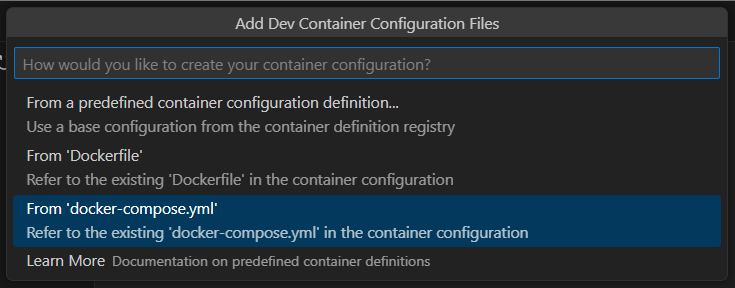 Add Dev Container Configuration Files
How would you like to create your container configuration?
From a predefined container configuration definition...
Use a base configuration from the container definition registry
From 'Dockerfile'
Refer to the existing 'Dockerfile' in the container configuration
From 'docker-compose.yml'
Refer to the existing 'docker-compose.yml' in the container configuration
Learn More Documentation on predefined container definitions